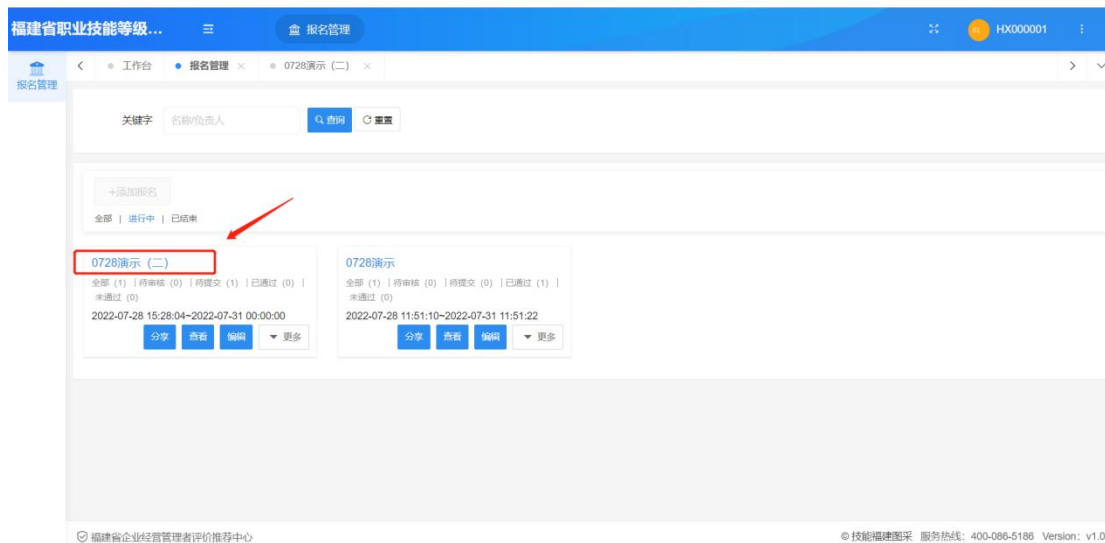 福建省职业技能等级...
报名管理
HX000001
报名管理
工作台
报名管理
0728演示（二）
关键字
名称/负责人
查询
重置
+添加报名
全部 | 进行中 | 已结束
0728演示（二）
全部 (1) | 待审核 (0) | 待提交 (1) | 已通过 (0) |
未通过 (0)
2022-07-28 15:28:04~2022-07-31 00:00:00
分享 查看 编辑 更多
0728演示
全部 (1) | 待审核 (0) | 待提交 (0) | 已通过 (1) |
未通过 (0)
2022-07-28 11:51:10~2022-07-31 11:51:22
分享 查看 编辑 更多
福建省企业经营管理者评价推荐中心
©技能福建图采 服务热线：400-086-5186 Version：v1.0